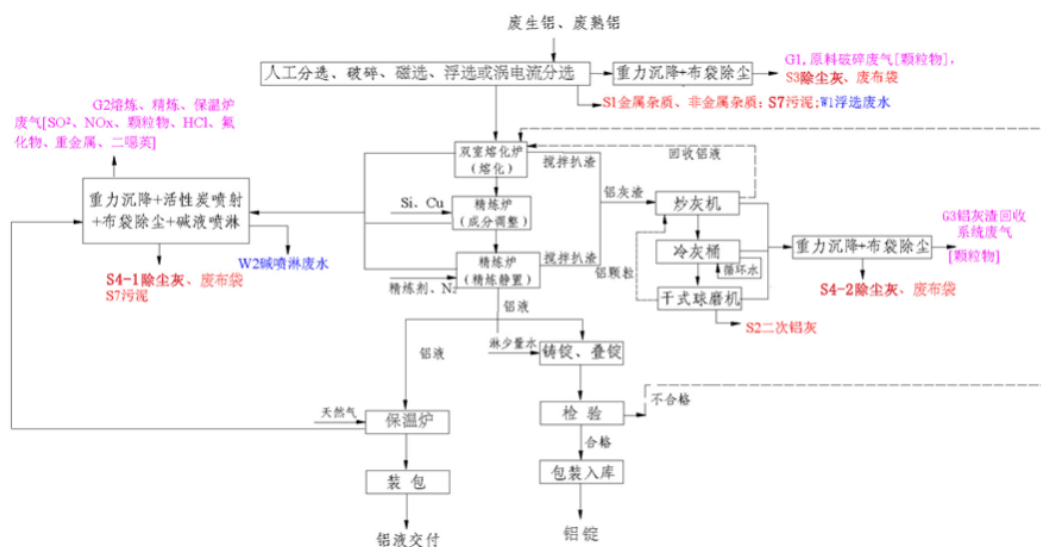 废生铝、废熟铝
人工分选、破碎、磁选、浮选或涡电流分选
重力沉降+布袋除尘
G1,原料破碎废气[颗粒物],
S3除尘灰、废布袋
S1金属杂质、非金属杂质；S7污泥;W1浮选废水
G2熔炼、精炼、保温炉
废气[SO²、NOx、颗粒物、HCl、氟
化物、重金属、二噁英]
双室熔化炉
(熔化)
搅拌扒渣
回收铝液
重力沉降+活性炭喷射
+布袋除尘+碱液喷淋
Si、Cu
精炼炉
(成分调整)
铝灰渣
炒灰机
G3铝灰渣回收
系统废气
[颗粒物]
冷灰桶
重力沉降+布袋除尘
W2碱喷淋废水
精炼炉
(精炼静置)
搅拌扒渣
铝颗粒
循环水
S4-1除尘灰、废布袋
S7污泥
精炼剂、N₂
干式球磨机
S4-2除尘灰、废布袋
铝液
S2二次铝灰
铝液
淋少量水
铸锭、叠锭
不合格
天然气
保温炉
检 验
合格
装 包
包装入库
铝液交付
铝锭